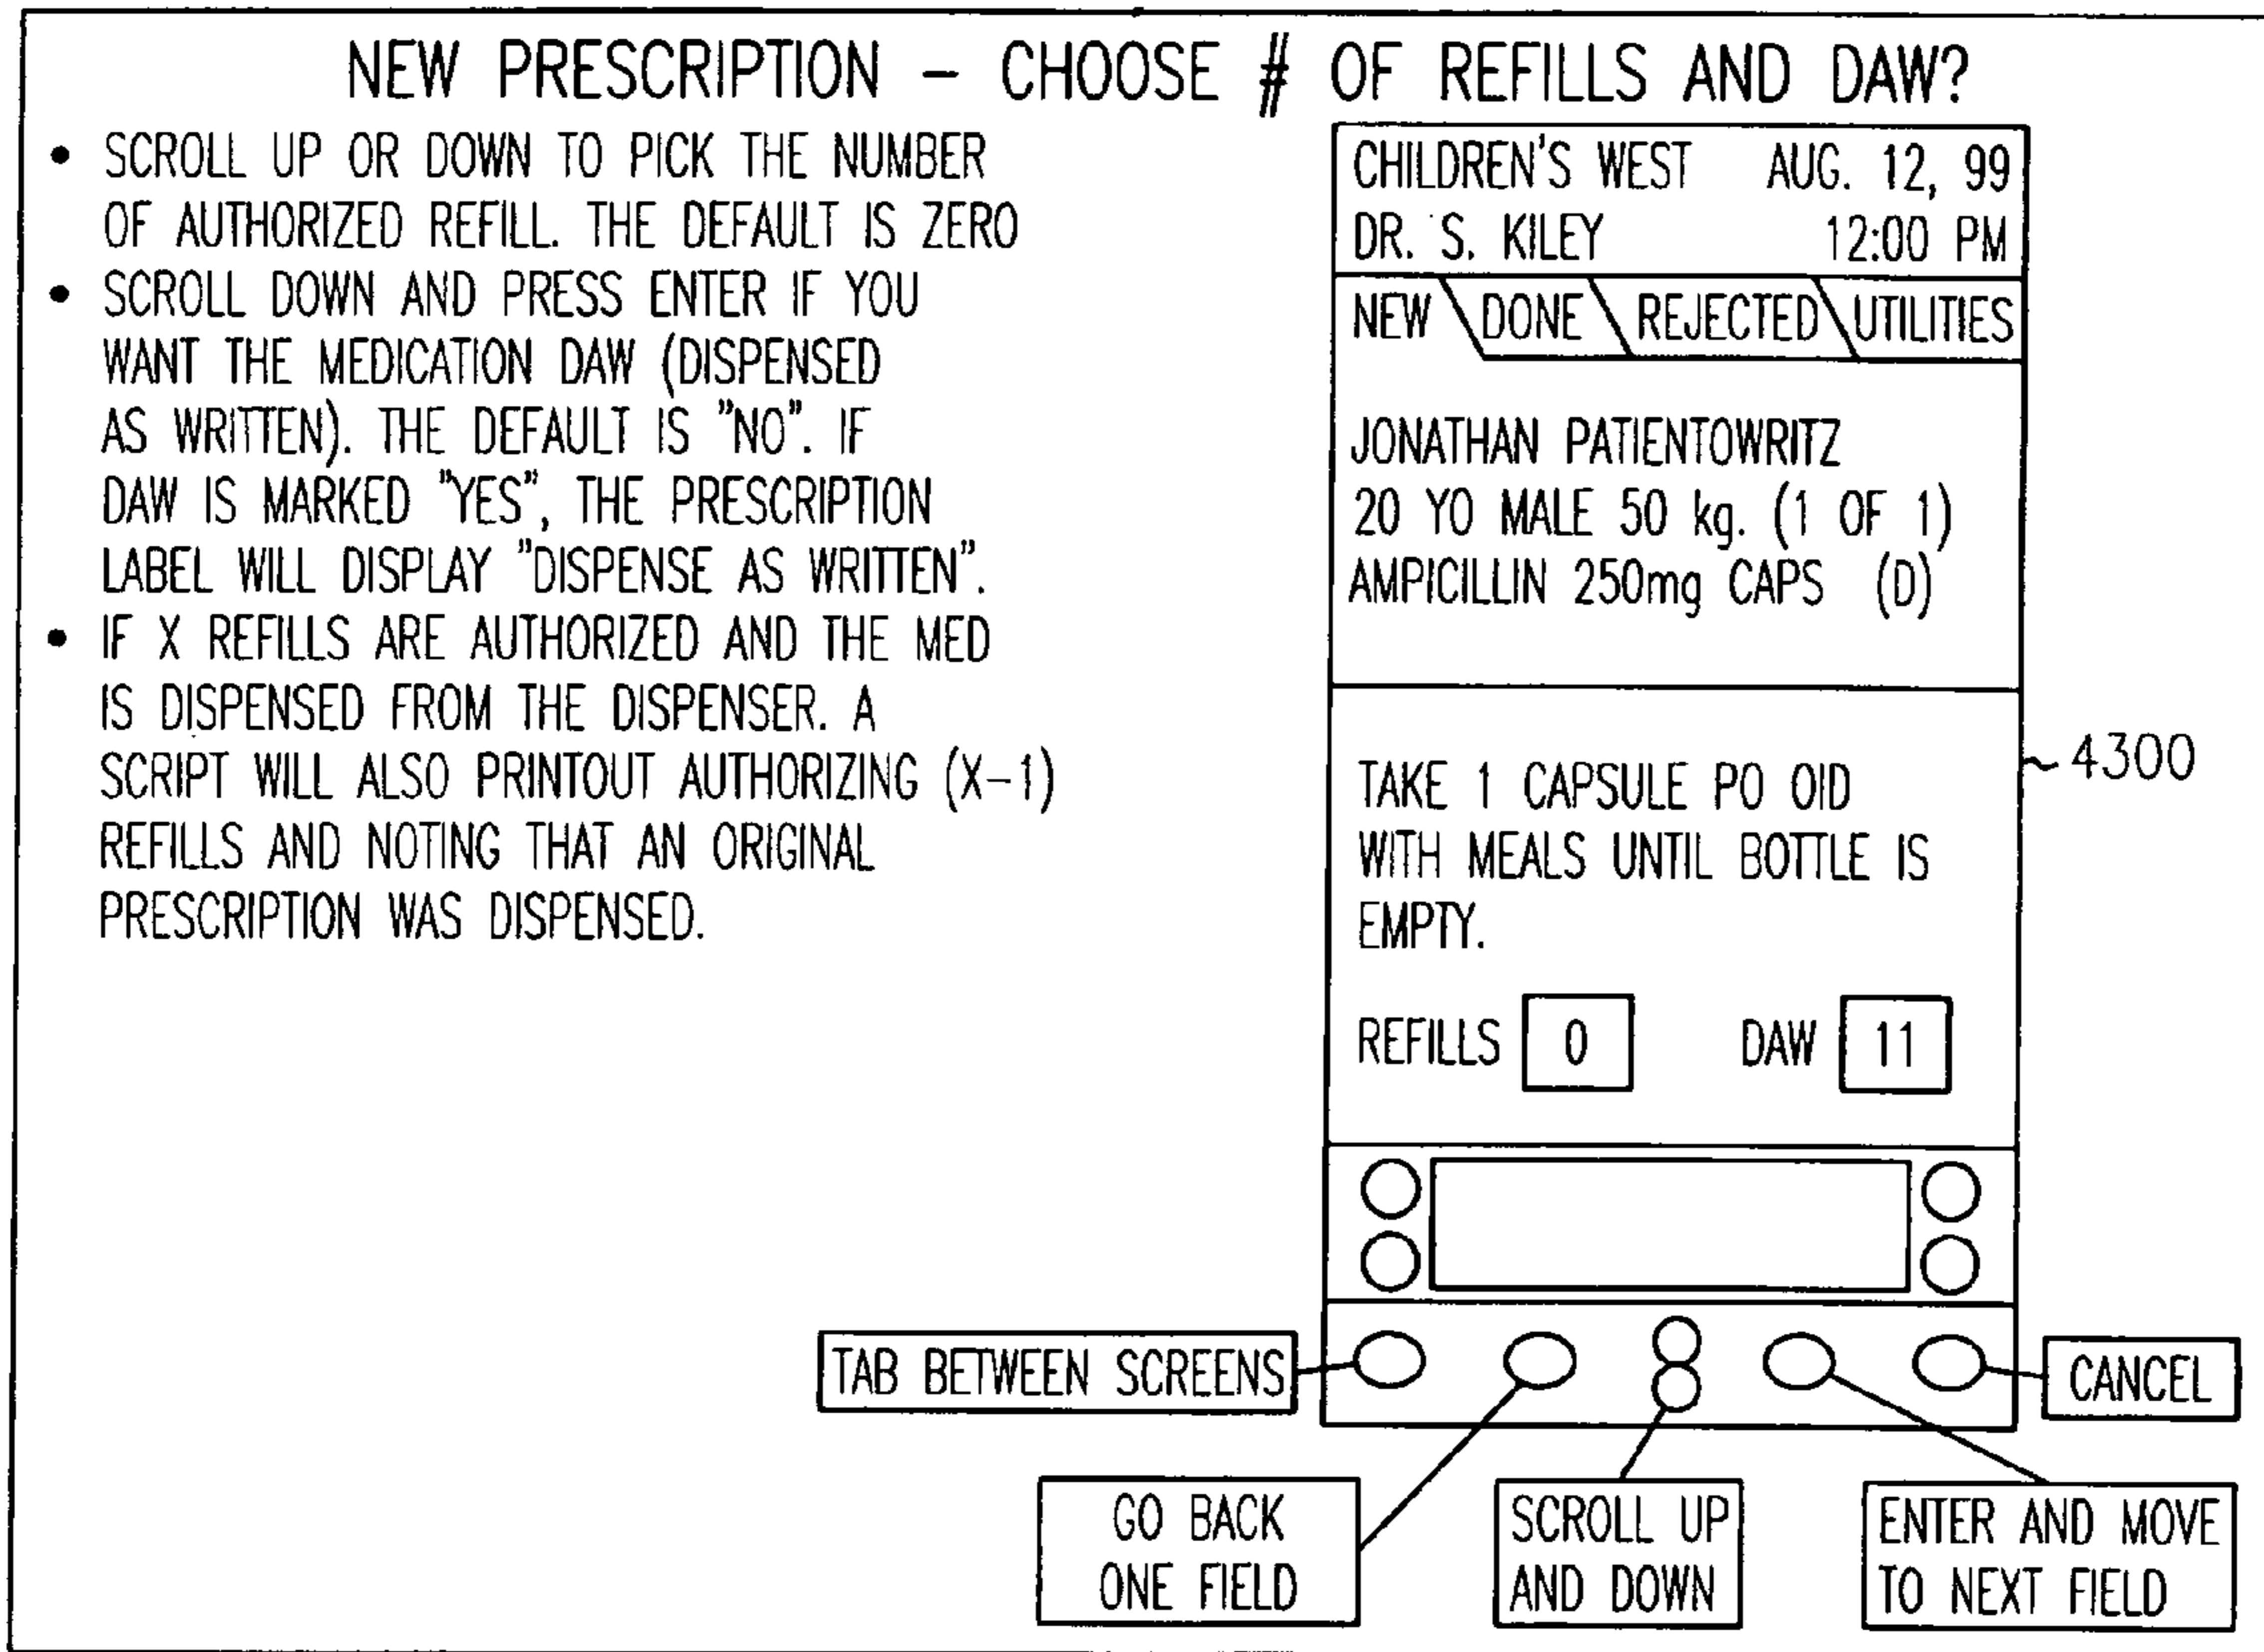 NEW PRESCRIPTION – CHOOSE # OF REFILLS AND DAW?
• SCROLL UP OR DOWN TO PICK THE NUMBER
OF AUTHORIZED REFILL. THE DEFAULT IS ZERO
• SCROLL DOWN AND PRESS ENTER IF YOU
WANT THE MEDICATION DAW (DISPENSED
AS WRITTEN). THE DEFAULT IS "NO". IF
DAW IS MARKED "YES", THE PRESCRIPTION
LABEL WILL DISPLAY "DISPENSE AS WRITTEN".
• IF X REFILLS ARE AUTHORIZED AND THE MED
IS DISPENSED FROM THE DISPENSER. A
SCRIPT WILL ALSO PRINTOUT AUTHORIZING (X–1)
REFILLS AND NOTING THAT AN ORIGINAL
PRESCRIPTION WAS DISPENSED.
CHILDREN'S WEST AUG. 12, 99
DR. S. KILEY 12:00 PM
NEW DONE REJECTED UTILITIES
JONATHAN PATIENTOWRITZ
20 YO MALE 50 kg. (1 OF 1)
AMPICILLIN 250mg CAPS (D)
TAKE 1 CAPSULE PO OID
WITH MEALS UNTIL BOTTLE IS
EMPTY.
REFILLS 0 DAW 11
4300
TAB BETWEEN SCREENS
CANCEL
GO BACK
ONE FIELD
SCROLL UP
AND DOWN
ENTER AND MOVE
TO NEXT FIELD